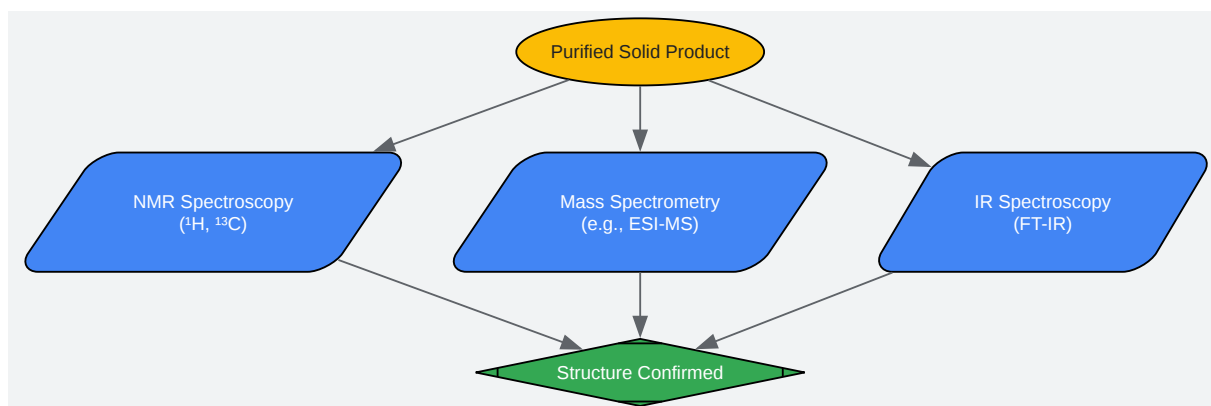 Purified Solid Product
NMR Spectroscopy
(¹H, ¹³C)
Mass Spectrometry
(e.g., ESI-MS)
IR Spectroscopy
(FT-IR)
Structure Confirmed